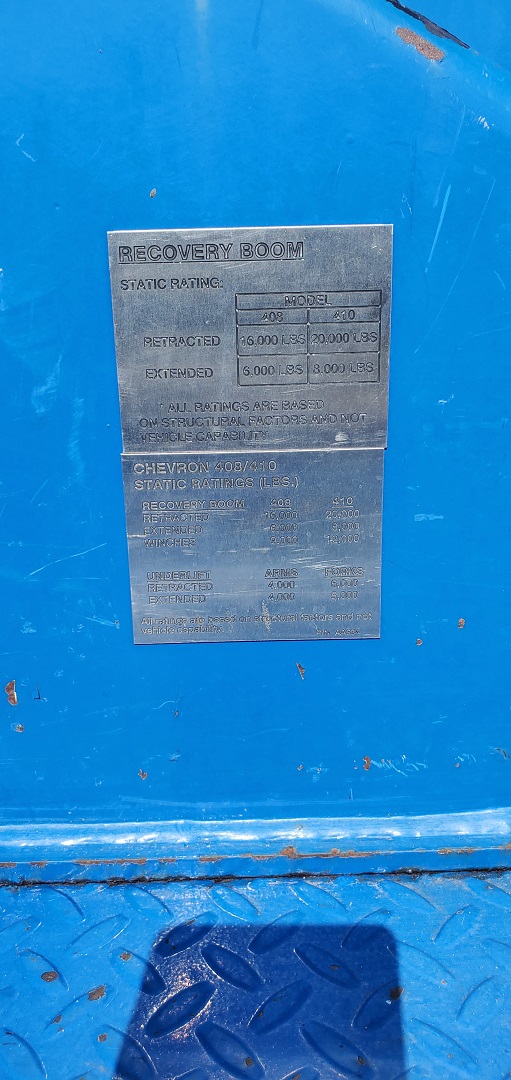 RECOVERY BOOM
STATIC RATING:
MODEL
408 410
RETRACTED 16,000 LBS 20,000 LBS
EXTENDED 6,000 LBS 8,000 LBS
* ALL RATINGS ARE BASED
ON STRUCTURAL FACTORS AND NOT
VEHICLE CAPABILITY
CHEVRON 408/410
STATIC RATINGS (LBS.)
RECOVERY BOOM 408 410
RETRACTED 16,000 20,000
EXTENDED 6,000 8,000
WINCHES 12,000
UNDERLIFT ARMS FORKS
RETRACTED 4,000 6,000
EXTENDED 4,000
All ratings are based on structural factors and not
vehicle capability.